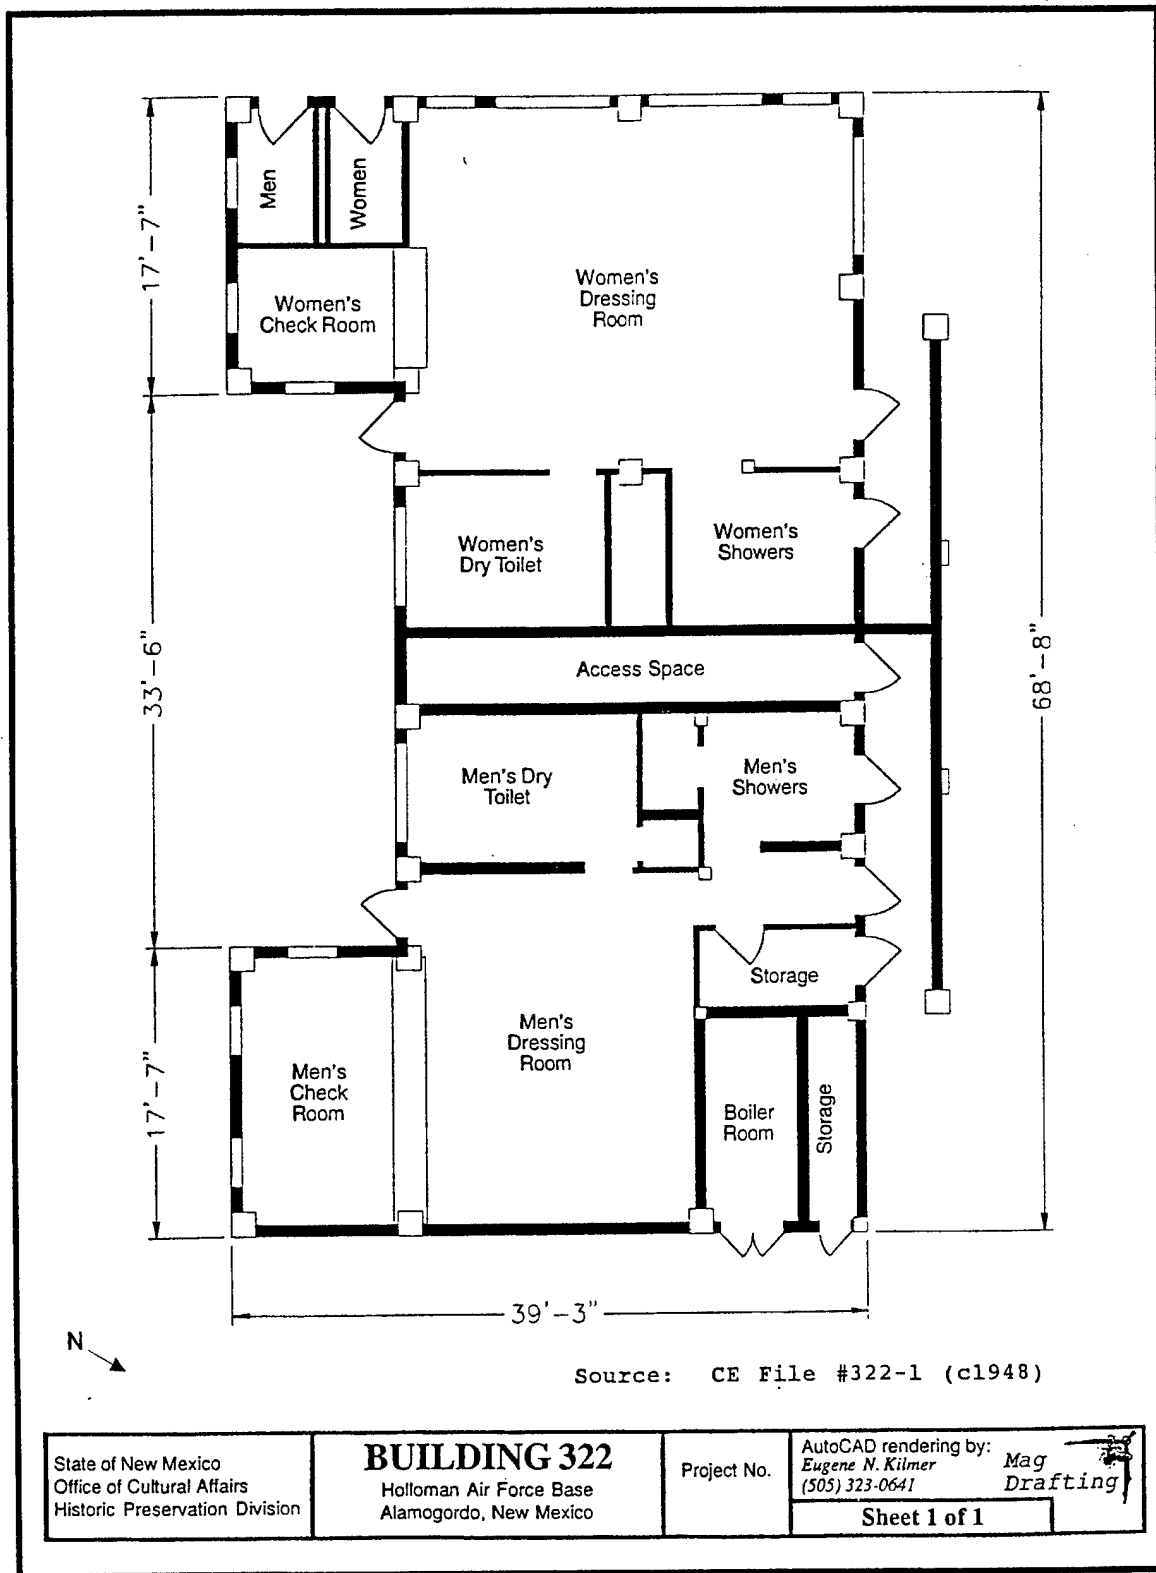 Men
Women
17'-7"
Women's
Check Room
Women's
Dressing
Room
Women's
Dry Toilet
Women's
Showers
33'-6"
Access Space
68'-8"
Men's Dry
Toilet
Men's
Showers
Storage
Men's
Dressing
Room
17'-7"
Men's
Check
Room
Boiler
Room
Storage
39'-3"
N
Source: CE File #322-1 (c1948)
State of New Mexico
Office of Cultural Affairs
Historic Preservation Division
BUILDING 322
Holloman Air Force Base
Alamogordo, New Mexico
Project No.
AutoCAD rendering by:
Eugene N. Kilmer
(505) 323-0641
Mag
Drafting
Sheet 1 of 1